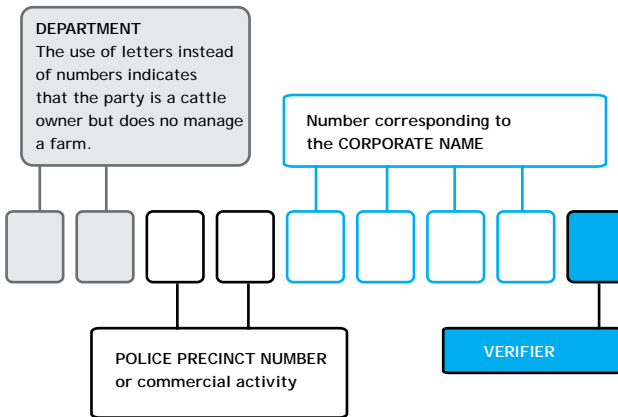 DEPARTMENT
The use of letters instead
of numbers indicates
that the party is a cattle
owner but does no manage
a farm.
Number corresponding to
the CORPORATE NAME
POLICE PRECINCT NUMBER
or commercial activity
VERIFIER